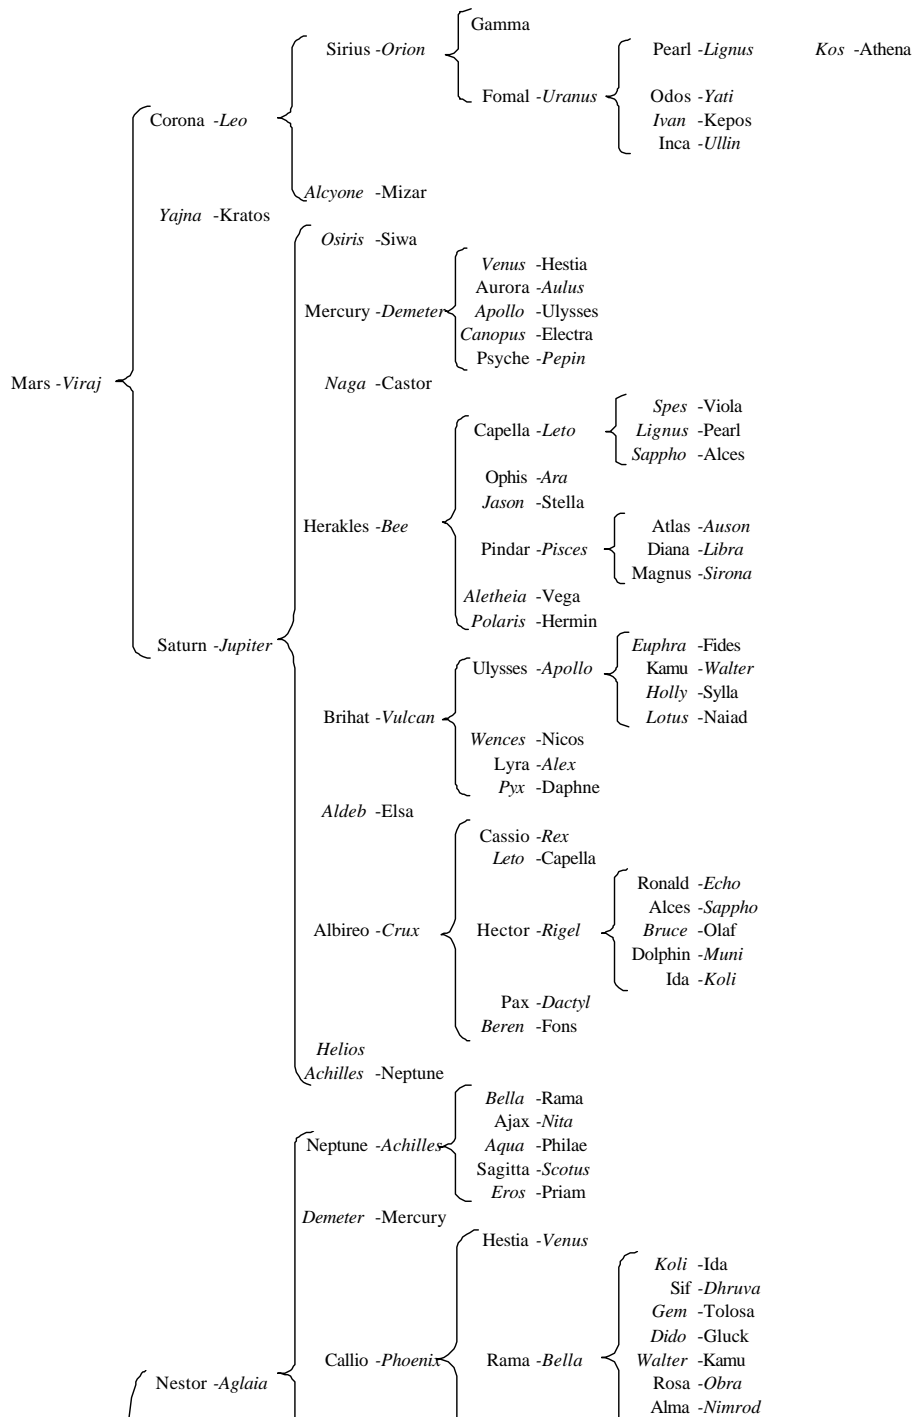 Gamma
Sirius -Orion
Pearl -Lignus
Kos -Athena
Fomal -Uranus
Odos -Yati
Corona -Leo
Ivan -Kepos
Inca -Ullin
Alcyone -Mizar
Yajna -Kratos
Osiris -Siwa
Venus -Hestia
Aurora -Aulus
Mercury -Demeter
Apollo -Ulysses
Canopus -Electra
Psyche -Pepin
Mars -Viraj
Naga -Castor
Spes -Viola
Capella -Leto
Lignus -Pearl
Sappho -Alces
Ophis -Ara
Jason -Stella
Herakles -Bee
Atlas -Auson
Pindar -Pisces
Diana -Libra
Magnus -Sirona
Aletheia -Vega
Polaris -Hermin
Saturn -Jupiter
Euphra -Fides
Ulysses -Apollo
Kamu -Walter
Holly -Sylla
Brihat -Vulcan
Lotus -Naiad
Wences -Nicos
Lyra -Alex
Pyx -Daphne
Aldeb -Elsa
Cassio -Rex
Leto -Capella
Ronald -Echo
Alces -Sappho
Albireo -Crux
Hector -Rigel
Bruce -Olaf
Dolphin -Muni
Ida -Koli
Pax -Dactyl
Beren -Fons
Helios
Achilles -Neptune
Bella -Rama
Ajax -Nita
Neptune -Achilles
Aqua -Philae
Sagitta -Scotus
Eros -Priam
Demeter -Mercury
Hestia -Venus
Koli -Ida
Sif -Dhruva
Gem -Tolosa
Dido -Gluck
Callio -Phoenix
Rama -Bella
Walter -Kamu
Nestor -Aglaia
Rosa -Obra
Alma -Nimrod